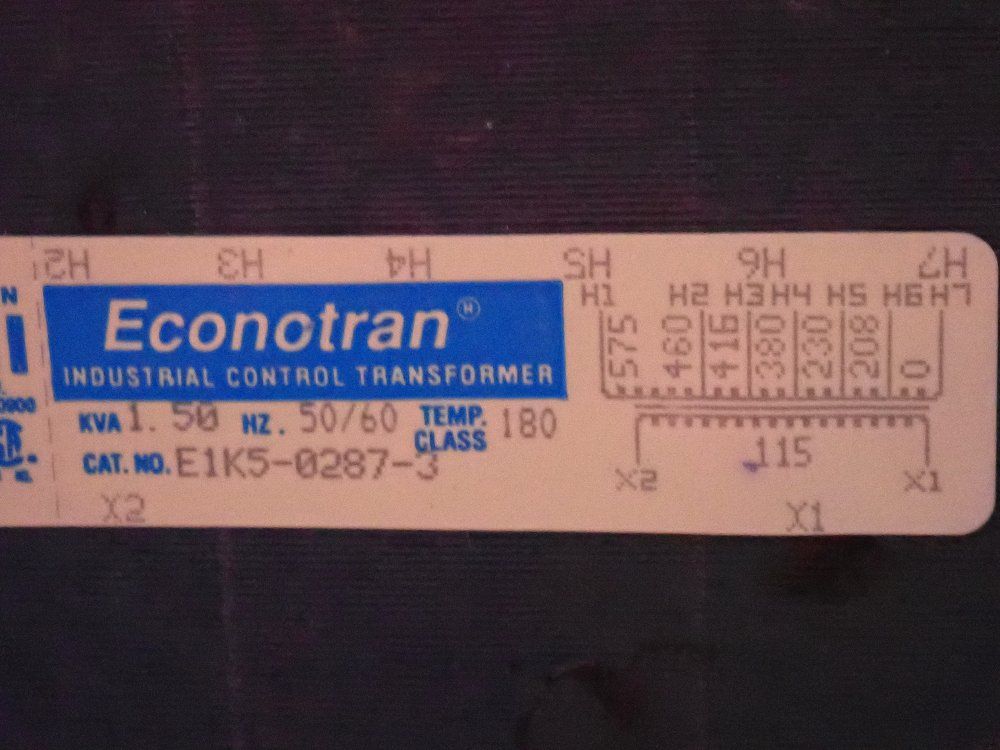 H2 H3 H4 H5 H6 H7
N
Econotran®
INDUSTRIAL CONTROL TRANSFORMER
KVA 1.50 HZ. 50/60 TEMP. CLASS 180
CAT. NO. E1K5-0287-3
X2 X1
H1 H2 H3 H4 H5 H6 H7
575 460 416 380 230 208 0
115
X2 X1